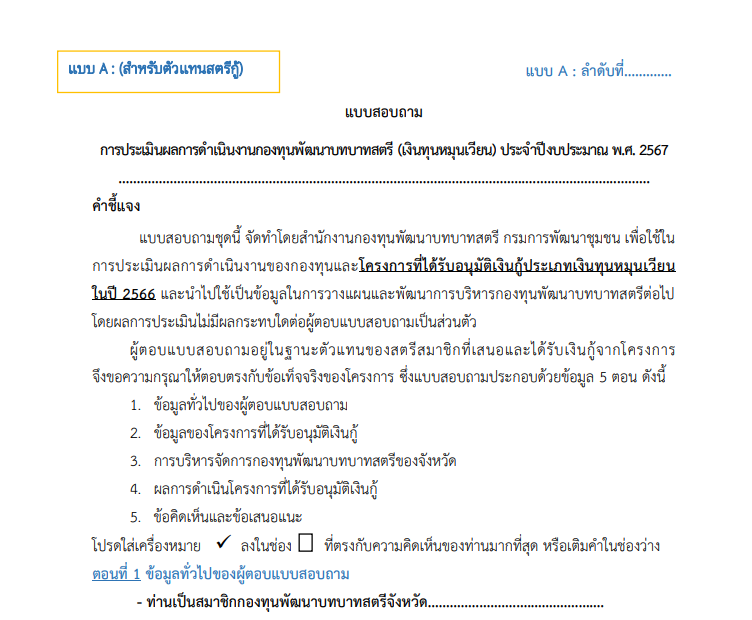 แบบ A : (สำหรับตัวแทนสตรีกู้)
แบบ A : ลำดับที่.............
แบบสอบถาม
การประเมินผลการดำเนินงานกองทุนพัฒนาบทบาทสตรี (เงินทุนหมุนเวียน) ประจำปีงบประมาณ พ.ศ. 2567
.................................................................................................................................................
คำชี้แจง
แบบสอบถามชุดนี้ จัดทำโดยสำนักงานกองทุนพัฒนาบทบาทสตรี กรมการพัฒนาชุมชน เพื่อใช้ใน
การประเมินผลการดำเนินงานของกองทุนและโครงการที่ได้รับอนุมัติเงินกู้ประเภทเงินทุนหมุนเวียน
ในปี 2566 และนำไปใช้เป็นข้อมูลในการวางแผนและพัฒนาการบริหารกองทุนพัฒนาบทบาทสตรีต่อไป
โดยผลการประเมินไม่มีผลกระทบใดต่อผู้ตอบแบบสอบถามเป็นส่วนตัว
ผู้ตอบแบบสอบถามอยู่ในฐานะตัวแทนของสตรีสมาชิกที่เสนอและได้รับเงินกู้จากโครงการ
จึงขอความกรุณาให้ตอบตรงกับข้อเท็จจริงของโครงการ ซึ่งแบบสอบถามประกอบด้วยข้อมูล 5 ตอน ดังนี้
1. ข้อมูลทั่วไปของผู้ตอบแบบสอบถาม
2. ข้อมูลของโครงการที่ได้รับอนุมัติเงินกู้
3. การบริหารจัดการกองทุนพัฒนาบทบาทสตรีของจังหวัด
4. ผลการดำเนินโครงการที่ได้รับอนุมัติเงินกู้
5. ข้อคิดเห็นและข้อเสนอแนะ
โปรดใส่เครื่องหมาย ✓ ลงในช่อง □ ที่ตรงกับความคิดเห็นของท่านมากที่สุด หรือเติมคำในช่องว่าง
ตอนที่ 1 ข้อมูลทั่วไปของผู้ตอบแบบสอบถาม
- ท่านเป็นสมาชิกกองทุนพัฒนาบทบาทสตรีจังหวัด................................................